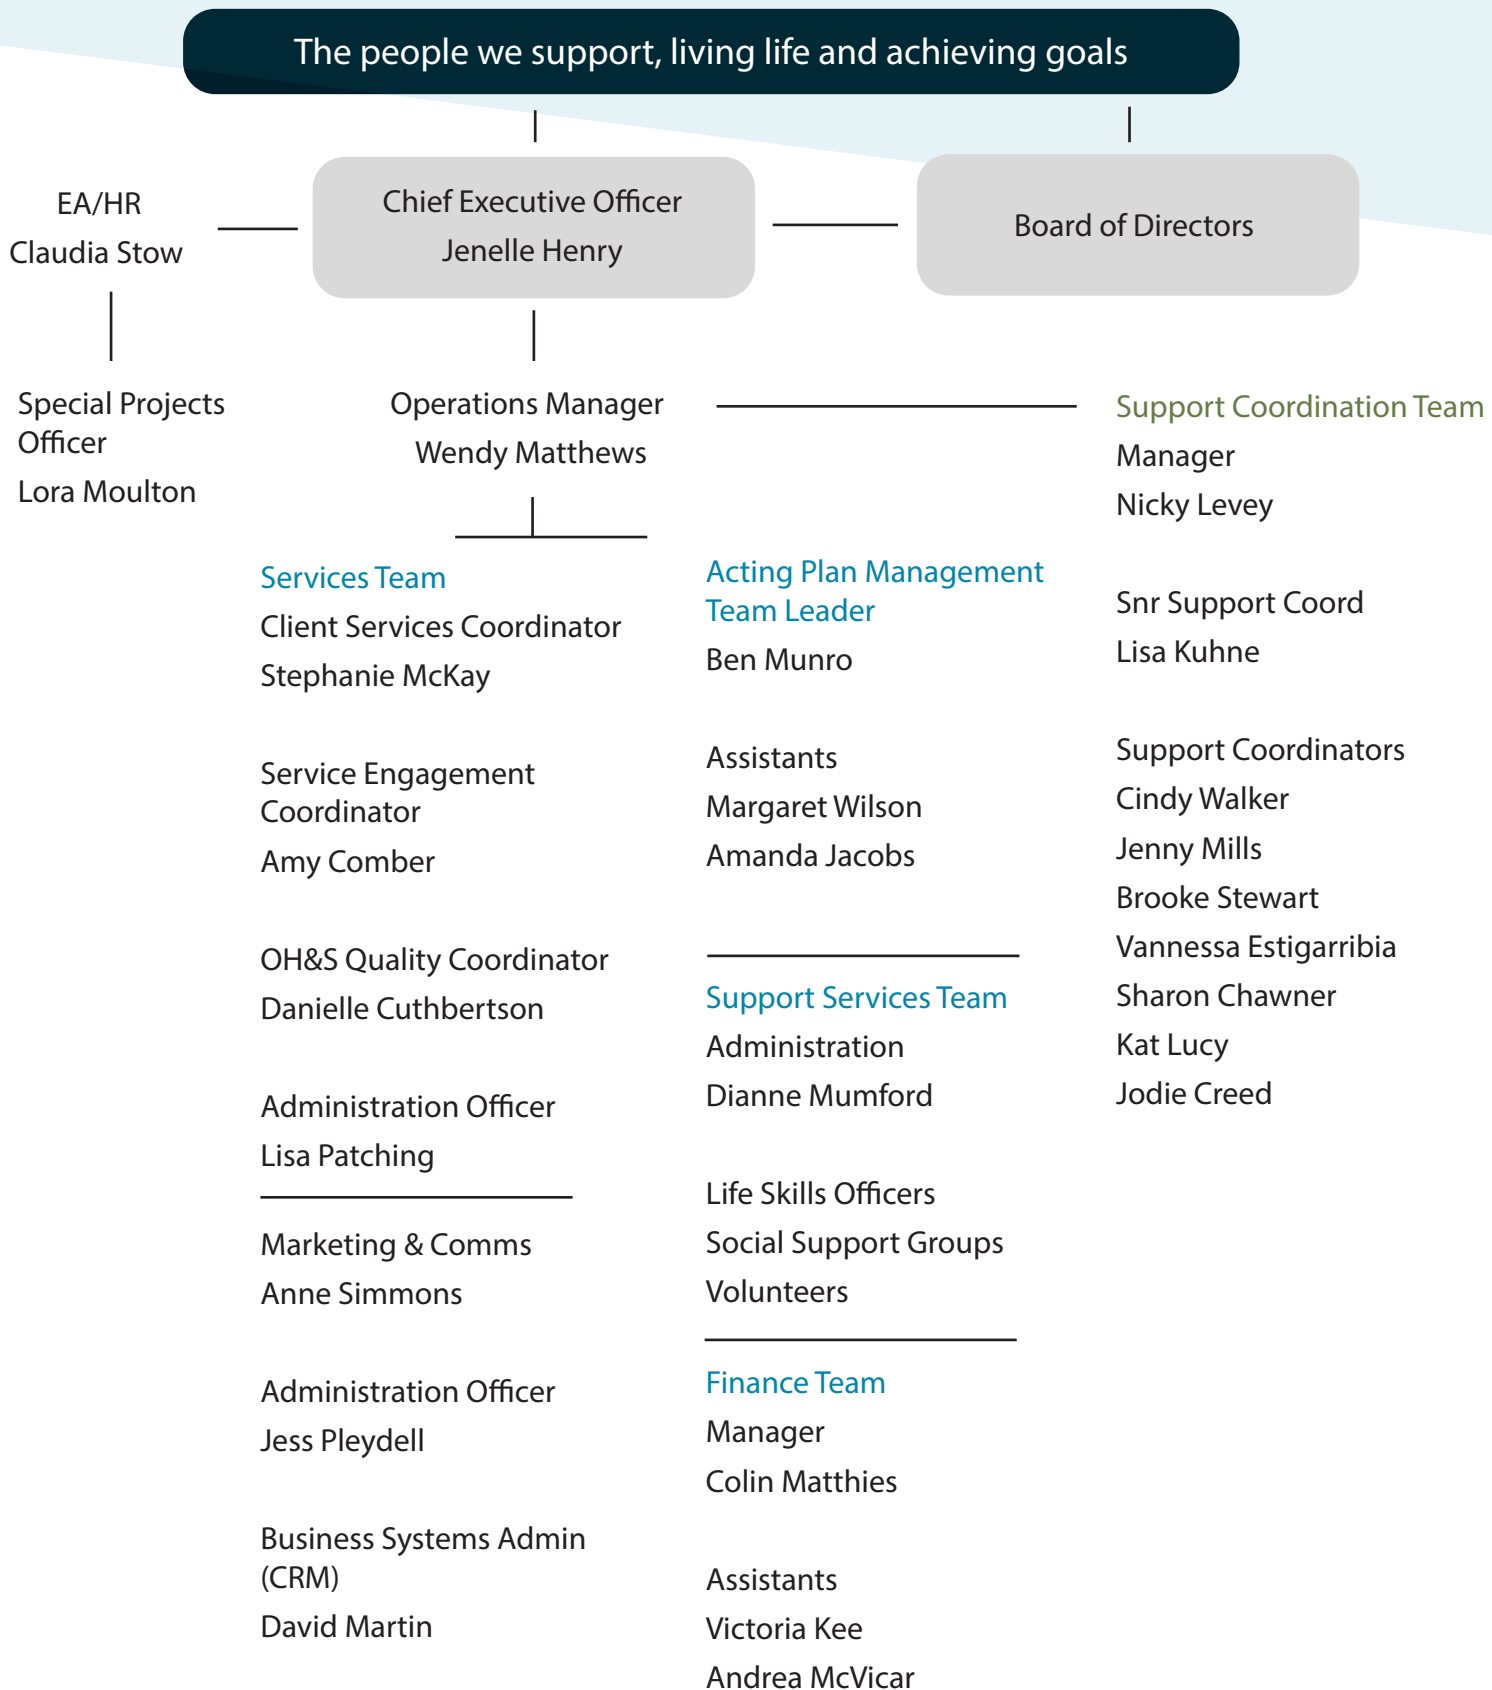 The people we support, living life and achieving goals
EA/HR
Claudia Stow
Chief Executive Officer
Jenelle Henry
Board of Directors
Special Projects
Officer
Lora Moulton
Operations Manager
Wendy Matthews
Services Team
Client Services Coordinator
Stephanie McKay
Service Engagement
Coordinator
Amy Comber
OH&S Quality Coordinator
Danielle Cuthbertson
Administration Officer
Lisa Patching
Marketing & Comms
Anne Simmons
Administration Officer
Jess Pleydell
Business Systems Admin
(CRM)
David Martin
Acting Plan Management
Team Leader
Ben Munro
Assistants
Margaret Wilson
Amanda Jacobs
Support Services Team
Administration
Dianne Mumford
Life Skills Officers
Social Support Groups
Volunteers
Finance Team
Manager
Colin Matthies
Assistants
Victoria Kee
Andrea McVicar
Support Coordination Team
Manager
Nicky Levey
Snr Support Coord
Lisa Kuhne
Support Coordinators
Cindy Walker
Jenny Mills
Brooke Stewart
Vannessa Estigarribia
Sharon Chawner
Kat Lucy
Jodie Creed